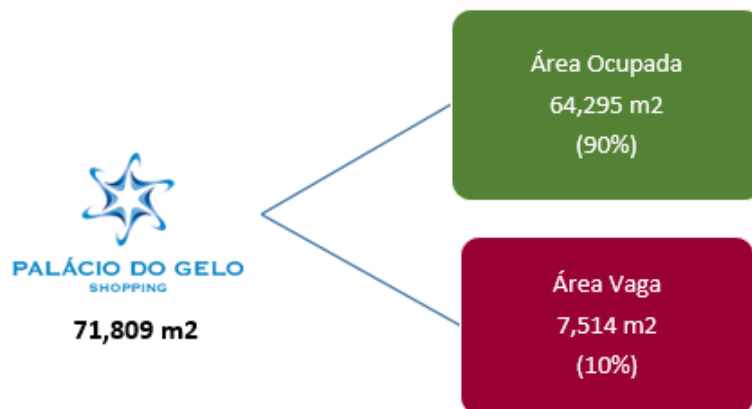 PALÁCIO DO GELO
SHOPPING
71,809 m2
Área Ocupada
64,295 m2
(90%)
Área Vaga
7,514 m2
(10%)